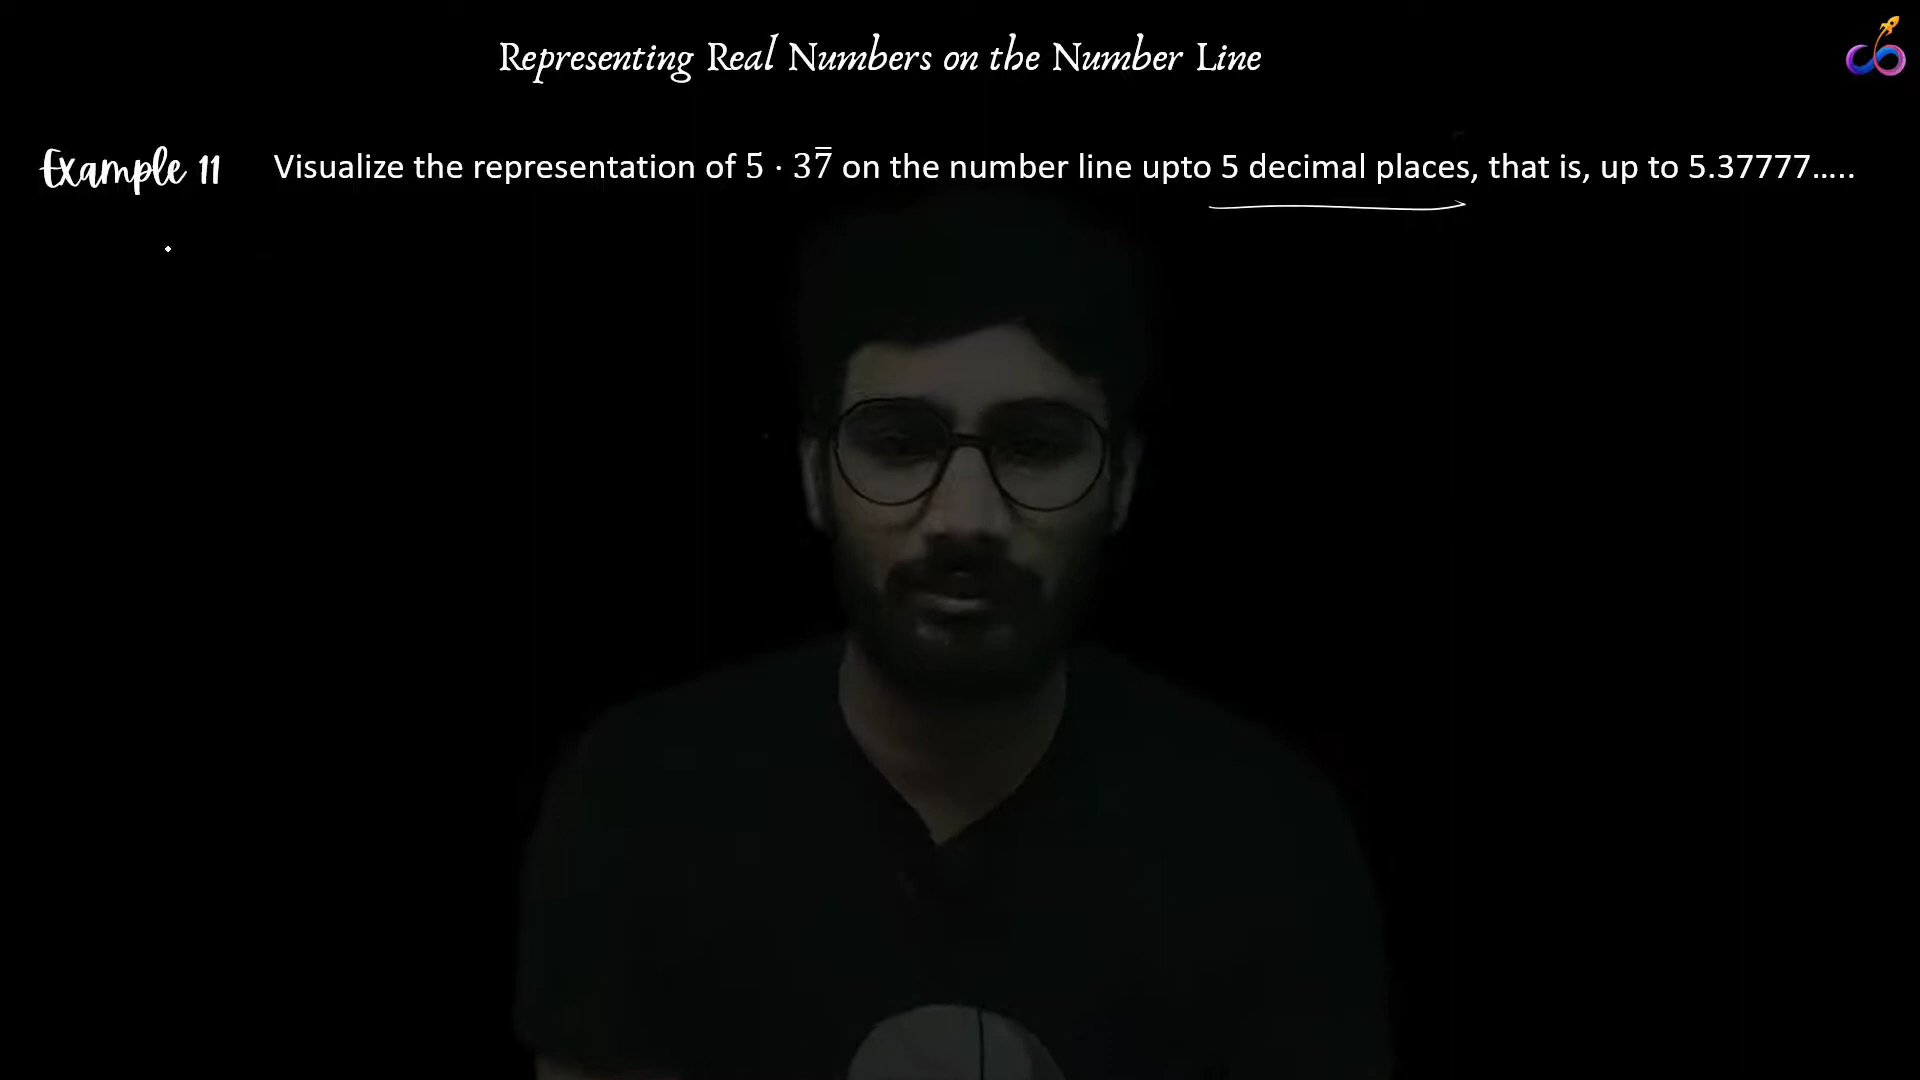 Representing Real Numbers on the Number Line
Example 11 Visualize the representation of 5 · 37̅ on the number line upto 5 decimal places, that is, up to 5.37777.....